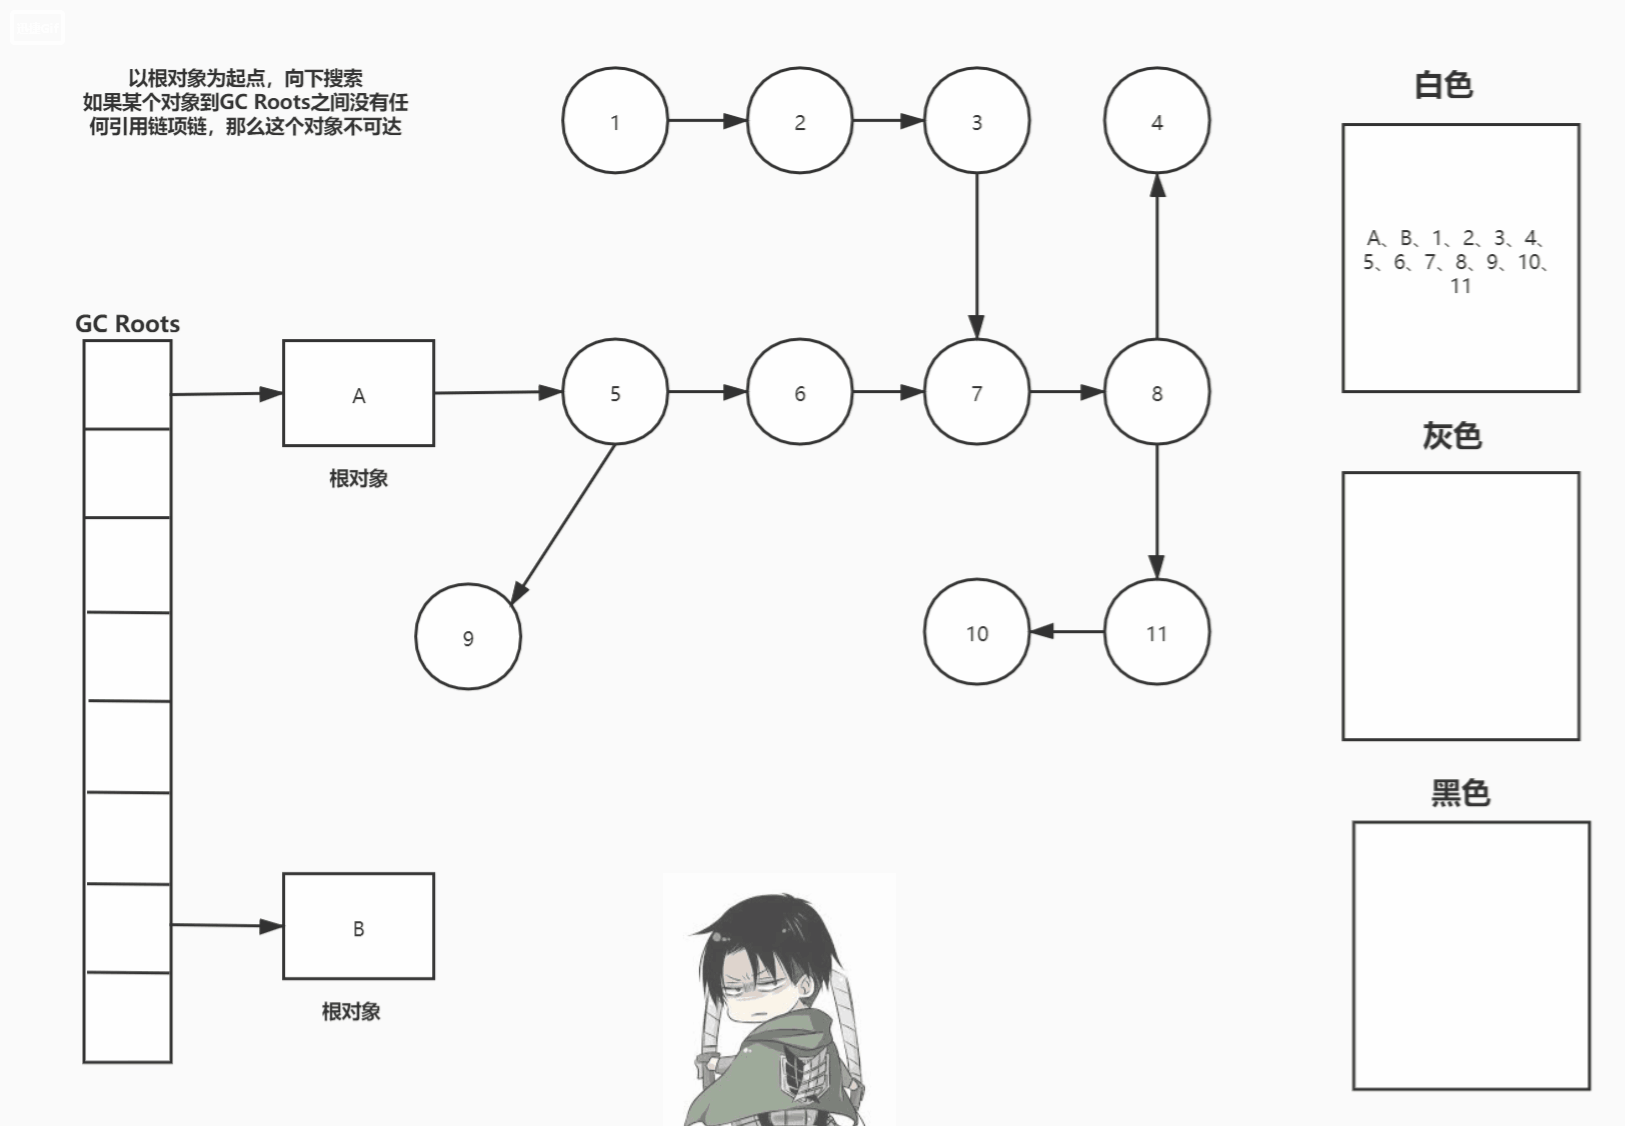 以根对象为起点，向下搜索
如果某个对象到GC Roots之间没有任
何引用链项链，那么这个对象不可达
1
2
3
4
白色
A、B、1、2、3、4、
5、6、7、8、9、10、
11
GC Roots
A
5
6
7
8
根对象
灰色
9
10
11
黑色
B
根对象